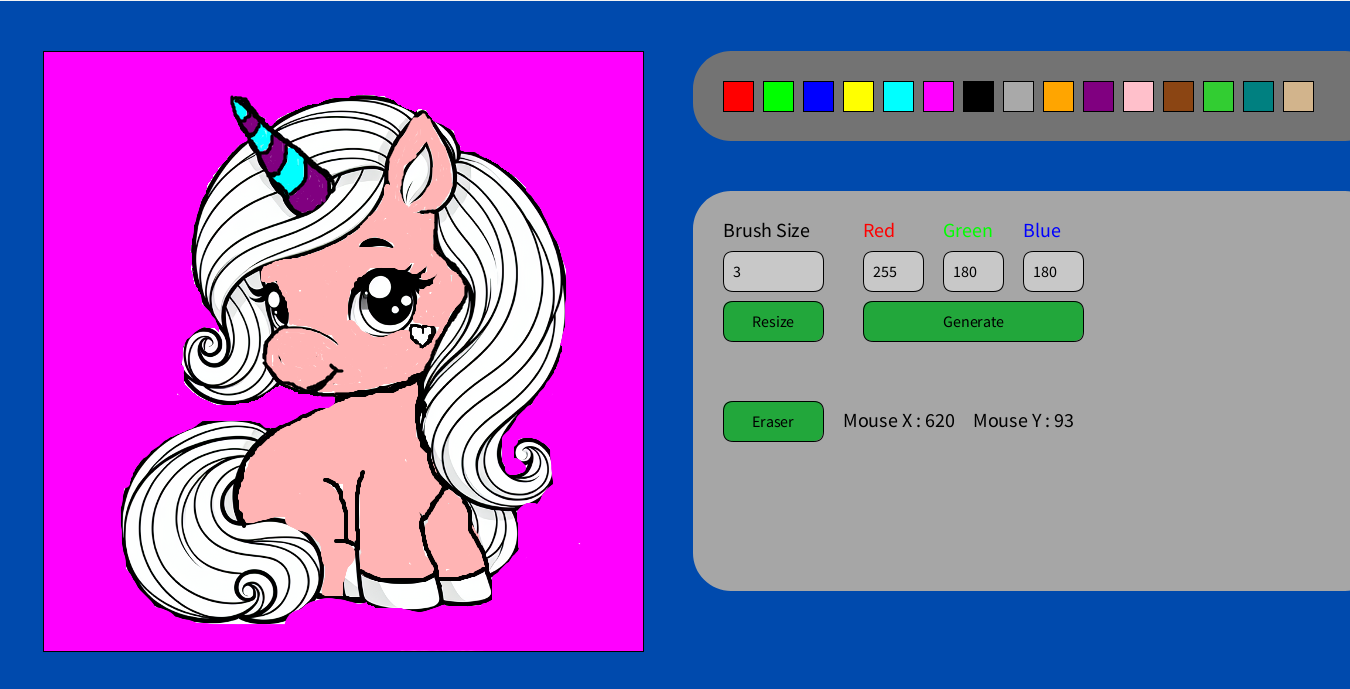 Brush Size Red Green Blue
3 255 180 180
Resize Generate
Eraser Mouse X : 620 Mouse Y : 93